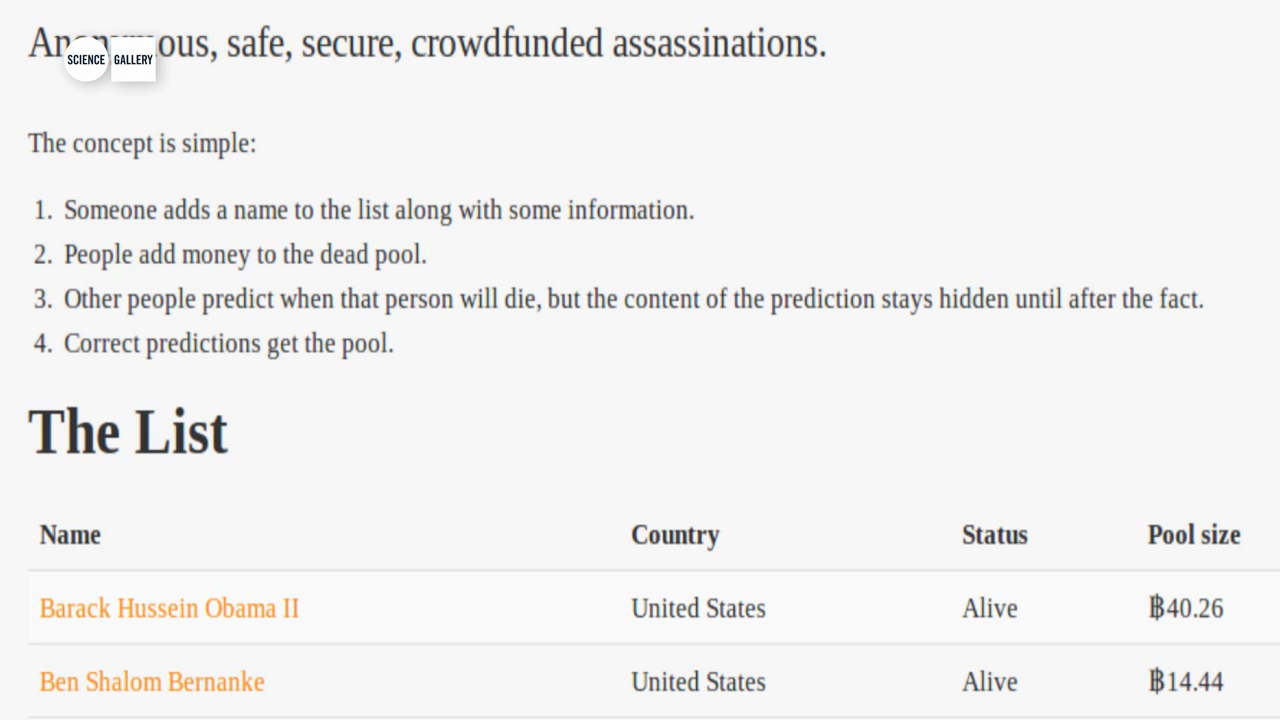 Anonymous, safe, secure, crowdfunded assassinations.
SCIENCE GALLERY
The concept is simple:
1. Someone adds a name to the list along with some information.
2. People add money to the dead pool.
3. Other people predict when that person will die, but the content of the prediction stays hidden until after the fact.
4. Correct predictions get the pool.
The List
Name Country Status Pool size
Barack Hussein Obama II United States Alive ฿40.26
Ben Shalom Bernanke United States Alive ฿14.44